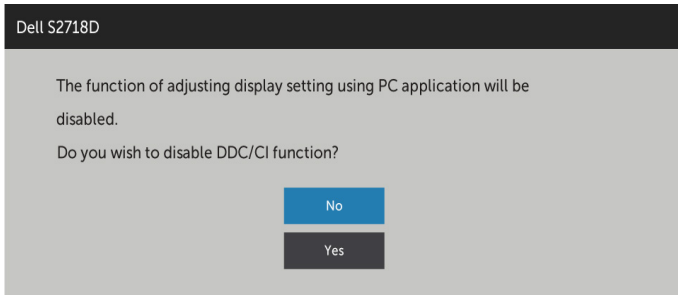 Dell S2718D
The function of adjusting display setting using PC application will be
disabled.
Do you wish to disable DDC/CI function?
No
Yes